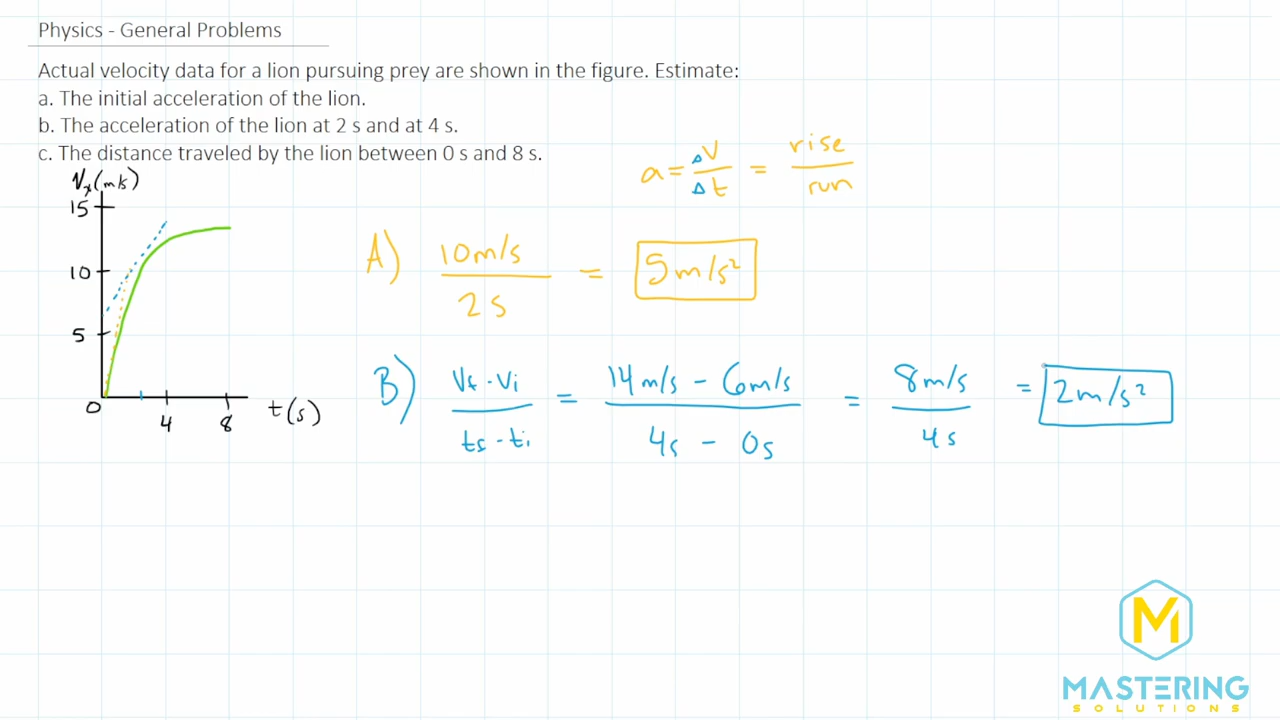 Physics - General Problems
Actual velocity data for a lion pursuing prey are shown in the figure. Estimate:
a. The initial acceleration of the lion.
b. The acceleration of the lion at 2 s and at 4 s.
c. The distance traveled by the lion between 0 s and 8 s.
a = ΔV/Δt = rise/run
Vx(m/s)
15
10
5
0
4
8
t(s)
A) 10m/s / 2s = 5m/s²
B) Vf - Vi / tf - ti = 14m/s - 6m/s / 4s - 0s = 8m/s / 4s = 2m/s²
M
MASTERING
SOLUTIONS